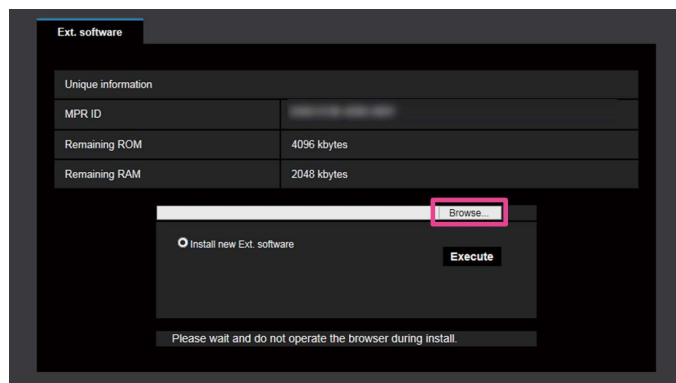 Ext. software
Unique information
MPR ID
Remaining ROM 4096 kbytes
Remaining RAM 2048 kbytes
Browse...
Install new Ext. software
Execute
Please wait and do not operate the browser during install.